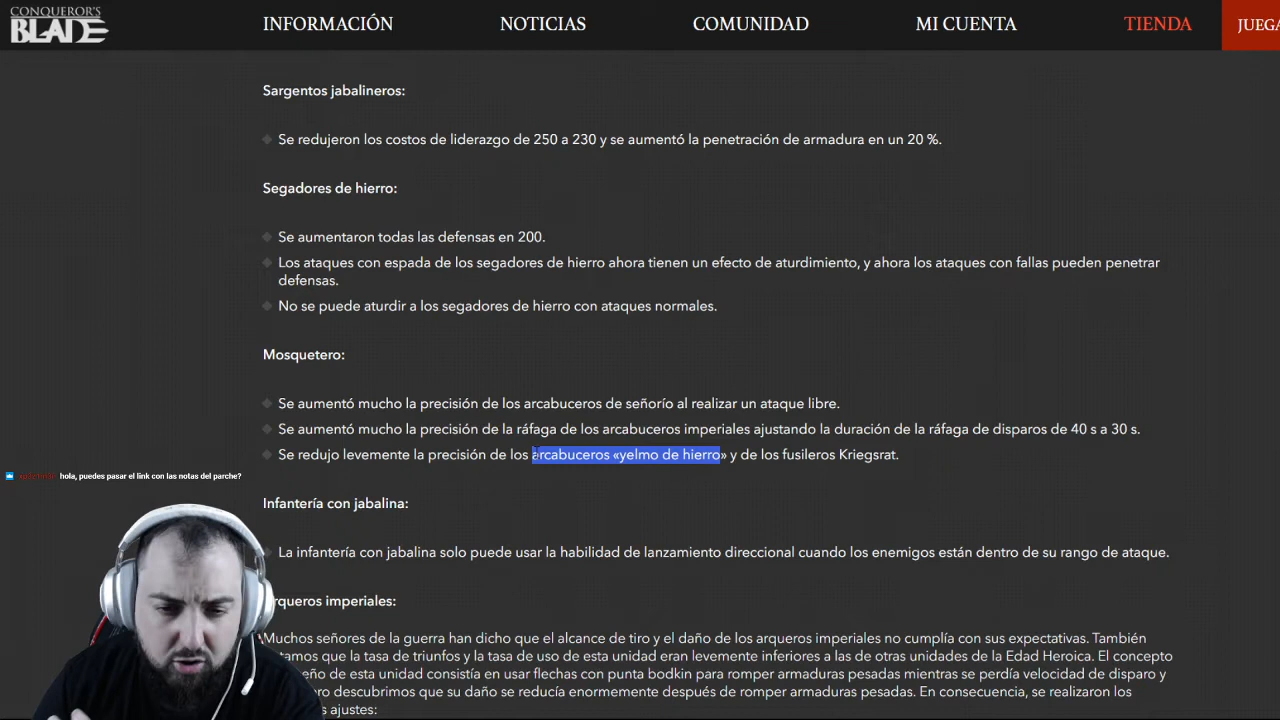 CONQUEROR'S
BLADE
INFORMACIÓN
NOTICIAS
COMUNIDAD
MI CUENTA
TIENDA
JUEGA
Sargentos jabalineros:
Se redujeron los costos de liderazgo de 250 a 230 y se aumentó la penetración de armadura en un 20 %.
Segadores de hierro:
Se aumentaron todas las defensas en 200.
Los ataques con espada de los segadores de hierro ahora tienen un efecto de aturdimiento, y ahora los ataques con fallas pueden penetrar
defensas.
No se puede aturdir a los segadores de hierro con ataques normales.
Mosquetero:
Se aumentó mucho la precisión de los arcabuceros de señorío al realizar un ataque libre.
Se aumentó mucho la precisión de la ráfaga de los arcabuceros imperiales ajustando la duración de la ráfaga de disparos de 40 s a 30 s.
Se redujo levemente la precisión de los arcabuceros «yelmo de hierro» y de los fusileros Kriegsrat.
hola, puedes pasar el link con las notas del parche?
Infantería con jabalina:
La infantería con jabalina solo puede usar la habilidad de lanzamiento direccional cuando los enemigos están dentro de su rango de ataque.
rqueros imperiales:
Muchos señores de la guerra han dicho que el alcance de tiro y el daño de los arqueros imperiales no cumplía con sus expectativas. También
tamos que la tasa de triunfos y la tasa de uso de esta unidad eran levemente inferiores a las de otras unidades de la Edad Heroica. El concepto
eño de esta unidad consistía en usar flechas con punta bodkin para romper armaduras pesadas mientras se perdía velocidad de disparo y
ro descubrimos que su daño se reducía enormemente después de romper armaduras pesadas. En consecuencia, se realizaron los
s ajustes: